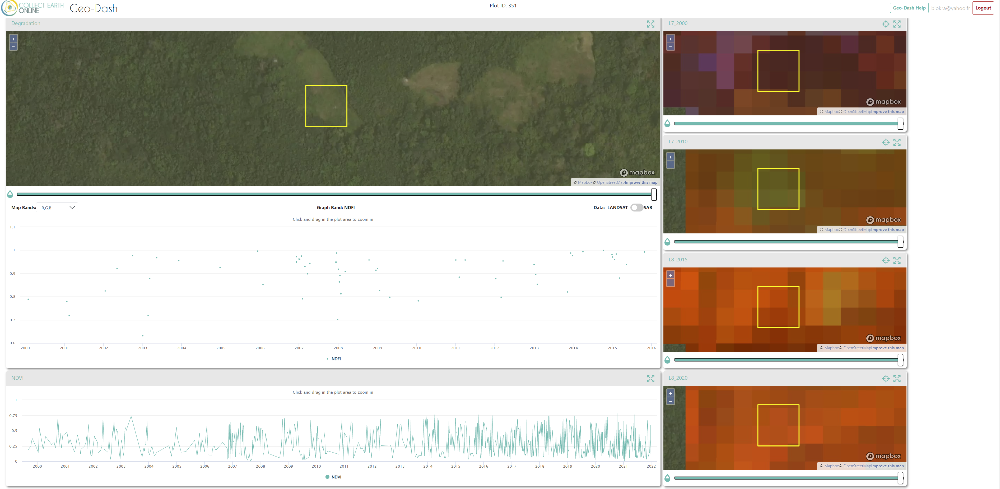 COLLECT EARTH
ONLINE
Geo-Dash
Plot ID: 351
Geo-Dash Help
biokra@yahoo.fr
Logout
Degradation
+
−
mapbox
© Mapbox© OpenStreetMapImprove this map
Map Bands: R,G,B
Graph Band: NDFI
Data: LANDSAT SAR
Click and drag in the plot area to zoom in
1.1
1
0.9
0.8
0.7
0.6
2000 2001 2002 2003 2004 2005 2006 2007 2008 2009 2010 2011 2012 2013 2014 2015 2016
NDFI
NDVI
Click and drag in the plot area to zoom in
1
0.75
0.5
0.25
0
2000 2001 2002 2003 2004 2005 2006 2007 2008 2009 2010 2011 2012 2013 2014 2015 2016 2017 2018 2019 2020 2021 2022
NDVI
L7_2000
+
−
mapbox
© Mapbox© OpenStreetMapImprove this map
L7_2010
+
−
mapbox
© Mapbox© OpenStreetMapImprove this map
L8_2015
+
−
mapbox
© Mapbox© OpenStreetMapImprove this map
L8_2020
+
−
mapbox
© Mapbox© OpenStreetMapImprove this map